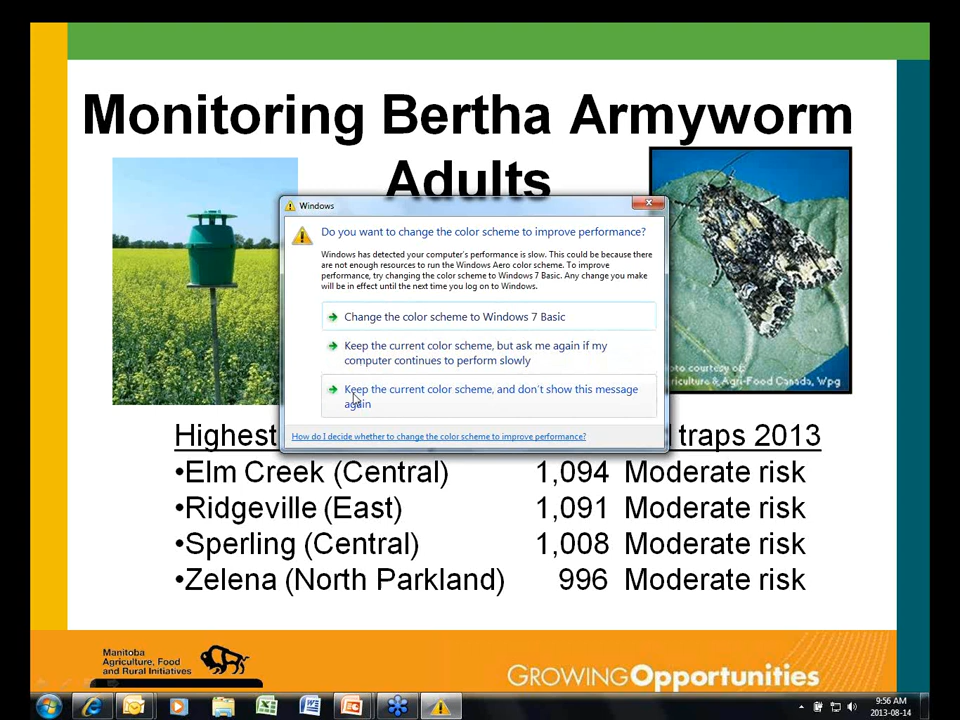 Monitoring Bertha Armyworm
Adults
Windows
Do you want to change the color scheme to improve performance?
Windows has detected your computer's performance is slow. This could be because there
are not enough resources to run the Windows Aero color scheme. To improve
performance, try changing the color scheme to Windows 7 Basic. Any change you make
will be in effect until the next time you log on to Windows.
Change the color scheme to Windows 7 Basic
Keep the current color scheme, but ask me again if my
computer continues to perform slowly
Keep the current color scheme, and don't show this message
again
How do I decide whether to change the color scheme to improve performance?
courtesy of:
Agri-Food Canada, Wpg
Highest traps 2013
•Elm Creek (Central) 1,094 Moderate risk
•Ridgeville (East) 1,091 Moderate risk
•Sperling (Central) 1,008 Moderate risk
•Zelena (North Parkland) 996 Moderate risk
Manitoba
Agriculture, Food
and Rural Initiatives
GROWING Opportunities
9:56 AM
2013-08-14